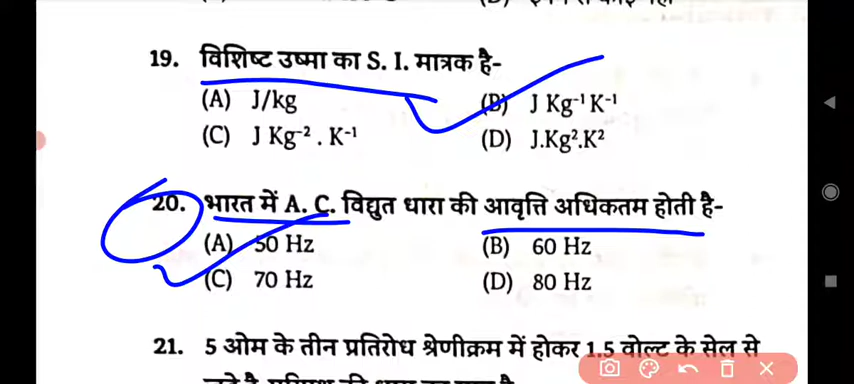 19. विशिष्ट उष्मा का S. I. मात्रक है-
(A) J/kg (B) J Kg⁻¹ K⁻¹
(C) J Kg⁻² . K⁻¹ (D) J.Kg².K²
20. भारत में A. C. विद्युत धारा की आवृत्ति अधिकतम होती है-
(A) 50 Hz (B) 60 Hz
(C) 70 Hz (D) 80 Hz
21. 5 ओम के तीन प्रतिरोध श्रेणीक्रम में होकर 1.5 वोल्ट के सेल से